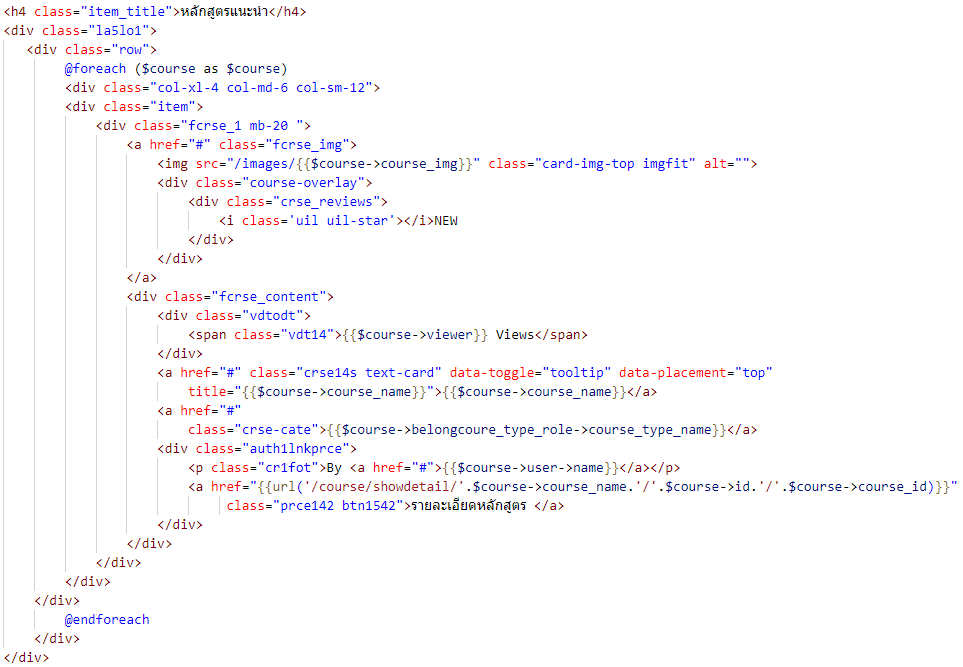 <h4 class="item_title">หลักสูตรแนะนำ</h4>
<div class="la5lo1">
<div class="row">
@foreach ($course as $course)
<div class="col-xl-4 col-md-6 col-sm-12">
<div class="item">
<div class="fcrse_1 mb-20 ">
<a href="#" class="fcrse_img">
<img src="/images/{{$course->course_img}}" class="card-img-top imgfit" alt="">
<div class="course-overlay">
<div class="crse_reviews">
<i class='uil uil-star'></i>NEW
</div>
</div>
</a>
<div class="fcrse_content">
<div class="vdtodt">
<span class="vdt14">{{$course->viewer}} Views</span>
</div>
<a href="#" class="crse14s text-card" data-toggle="tooltip" data-placement="top"
title="{{$course->course_name}}">{{$course->course_name}}</a>
<a href="#"
class="crse-cate">{{$course->belongcoure_type_role->course_type_name}}</a>
<div class="auth1lnkprce">
<p class="cr1fot">By <a href="#">{{$course->user->name}}</a></p>
<a href="{{url('/course/showdetail/'.$course->course_name.'/'.$course->id.'/'.$course->course_id)}}"
class="prce142 btn1542">รายละเอียดหลักสูตร </a>
</div>
</div>
</div>
</div>
</div>
@endforeach
</div>
</div>